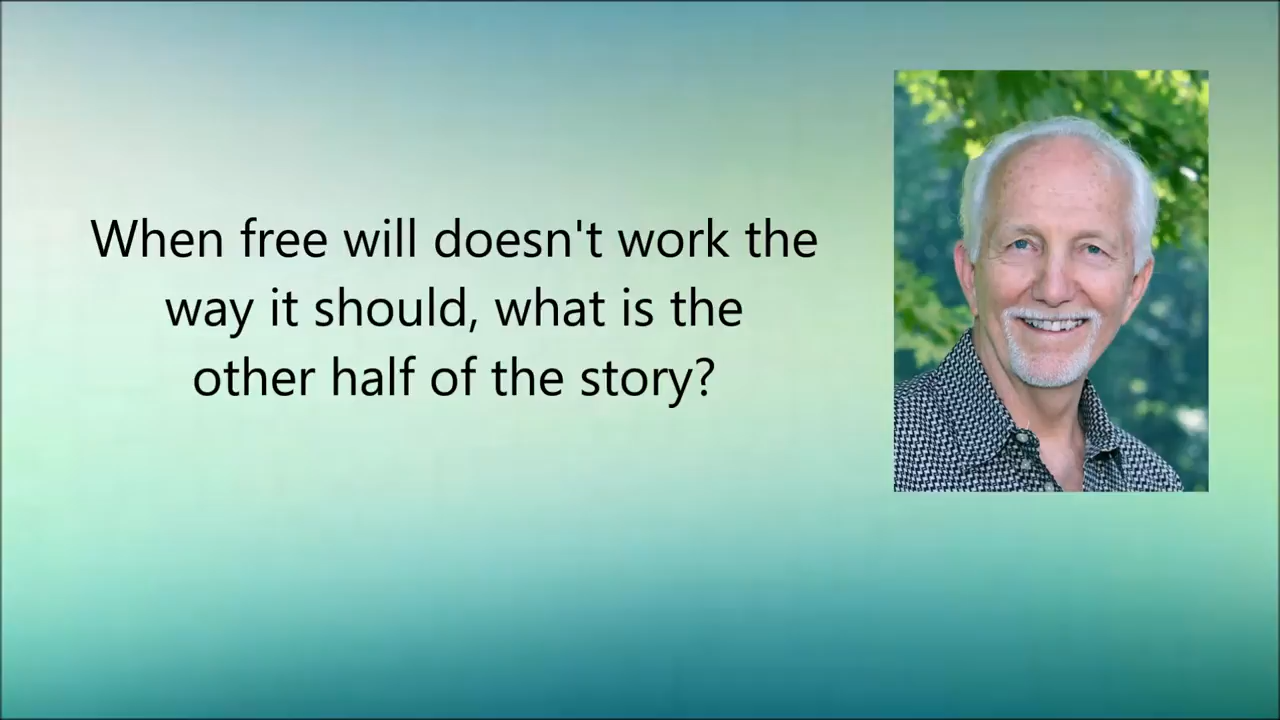 When free will doesn't work the
way it should, what is the
other half of the story?